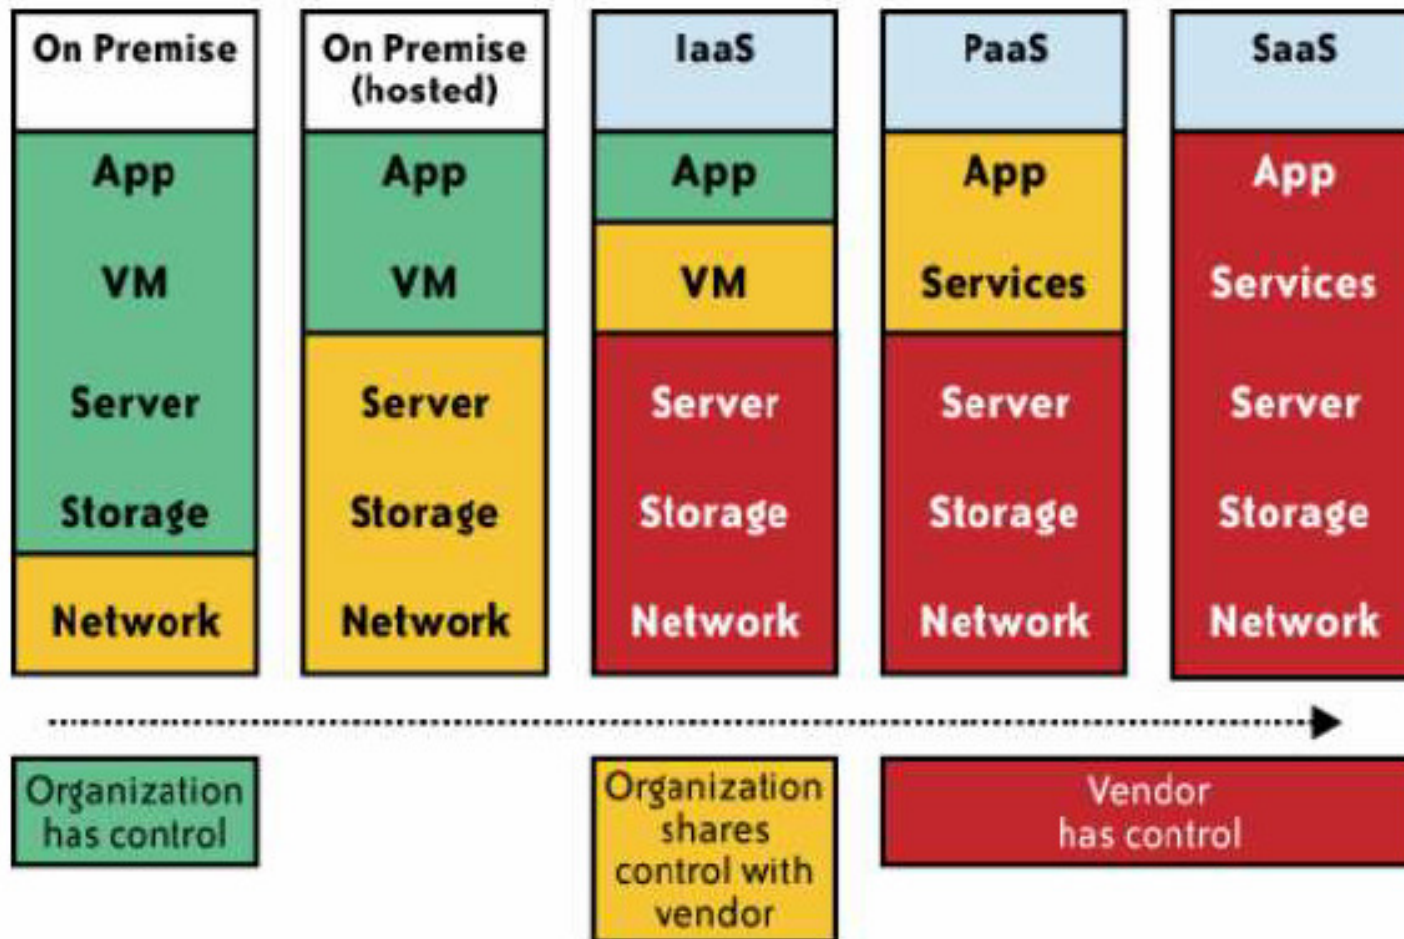 On Premise
App
VM
Server
Storage
Network
On Premise
(hosted)
App
VM
Server
Storage
Network
IaaS
App
VM
Server
Storage
Network
PaaS
App
Services
Server
Storage
Network
SaaS
App
Services
Server
Storage
Network
Organization
has control
Organization
shares
control with
vendor
Vendor
has control